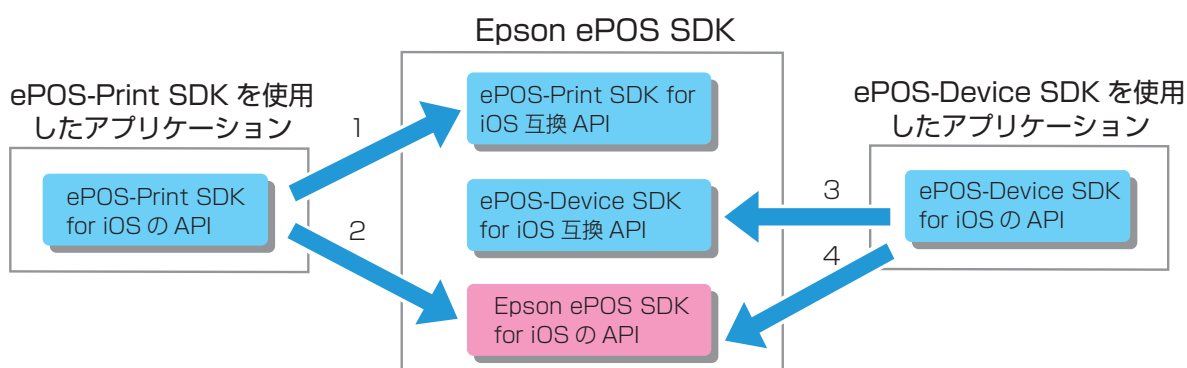 Epson ePOS SDK
ePOS-Print SDK を使用
したアプリケーション
ePOS-Print SDK
for iOS の API
1
2
ePOS-Print SDK for
iOS 互換 API
ePOS-Device SDK
for iOS 互換 API
Epson ePOS SDK
for iOS の API
ePOS-Device SDK を使用
したアプリケーション
3
4
ePOS-Device SDK
for iOS の API